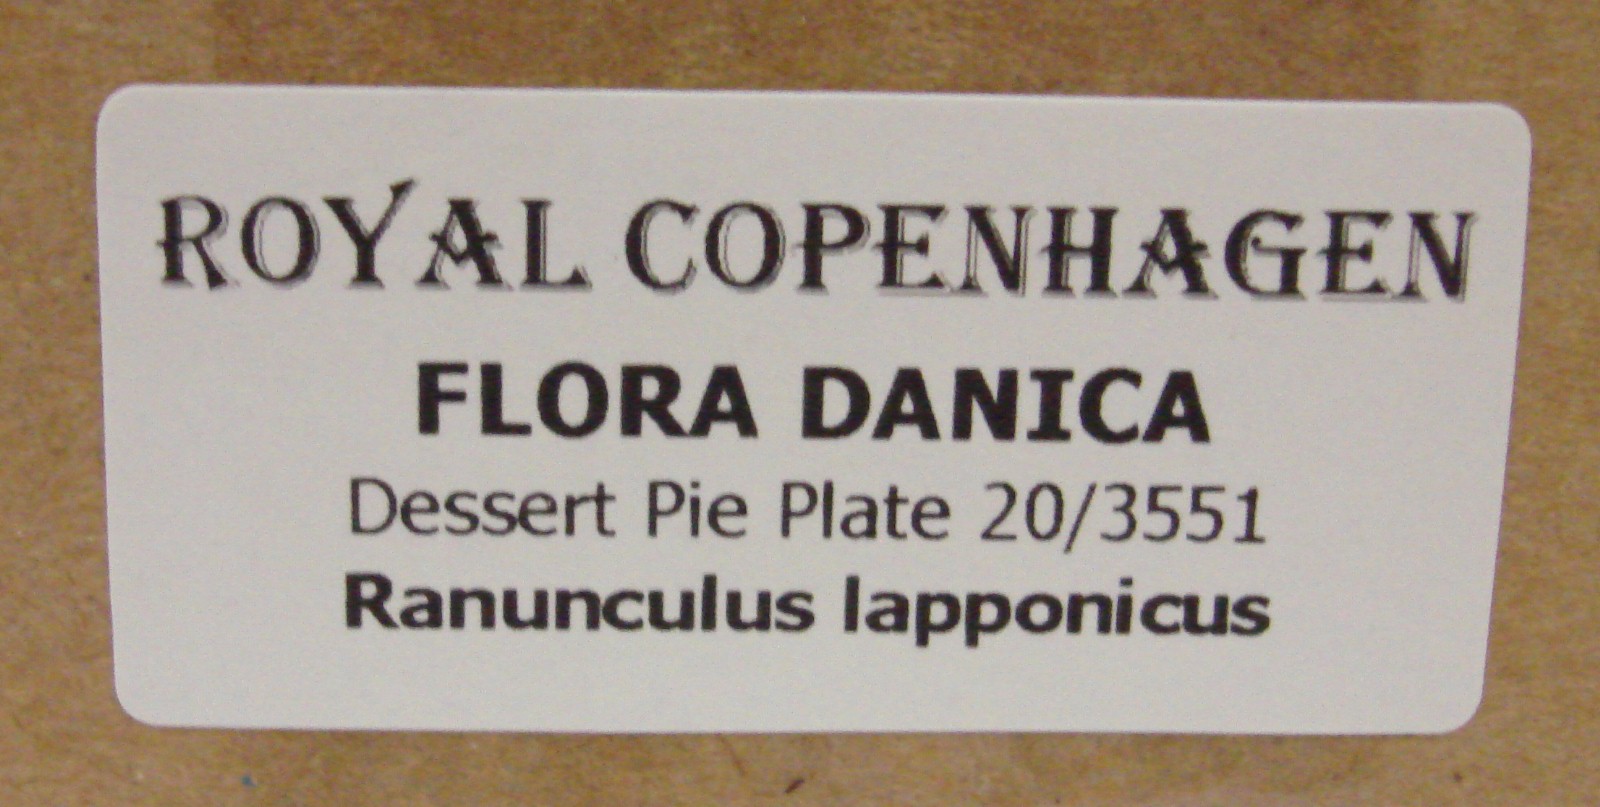 ROYAL COPENHAGEN
FLORA DANICA
Dessert Pie Plate 20/3551
Ranunculus lapponicus